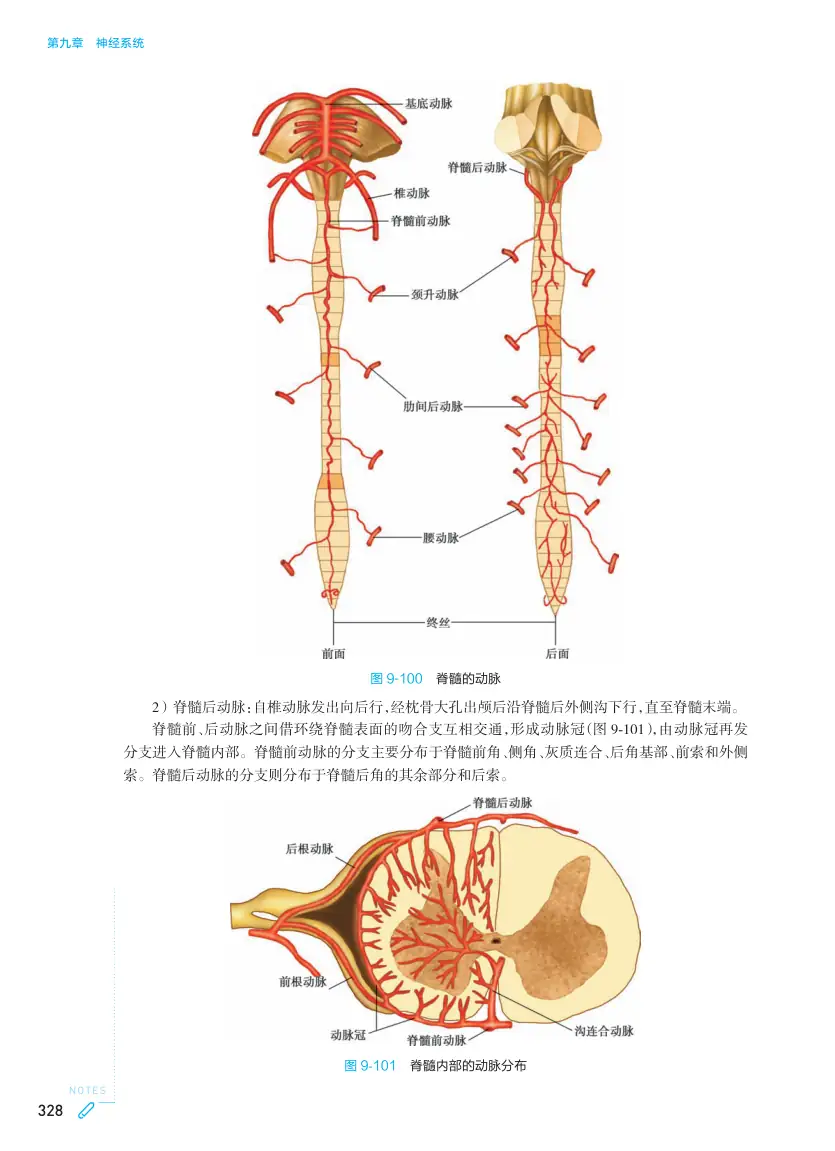 第九章 神经系统
基底动脉
脊髓后动脉
椎动脉
脊髓前动脉
颈升动脉
肋间后动脉
腰动脉
终丝
前面
后面
图 9-100 脊髓的动脉
2）脊髓后动脉：自椎动脉发出向后行，经枕骨大孔出颅后沿脊髓后外侧沟下行，直至脊髓末端。
脊髓前、后动脉之间借环绕脊髓表面的吻合支互相交通，形成动脉冠（图 9-101），由动脉冠再发
分支进入脊髓内部。脊髓前动脉的分支主要分布于脊髓前角、侧角、灰质连合、后角基部、前索和外侧
索。脊髓后动脉的分支则分布于脊髓后角的其余部分和后索。
脊髓后动脉
后根动脉
前根动脉
动脉冠
脊髓前动脉
沟连合动脉
图 9-101 脊髓内部的动脉分布
NOTES
328